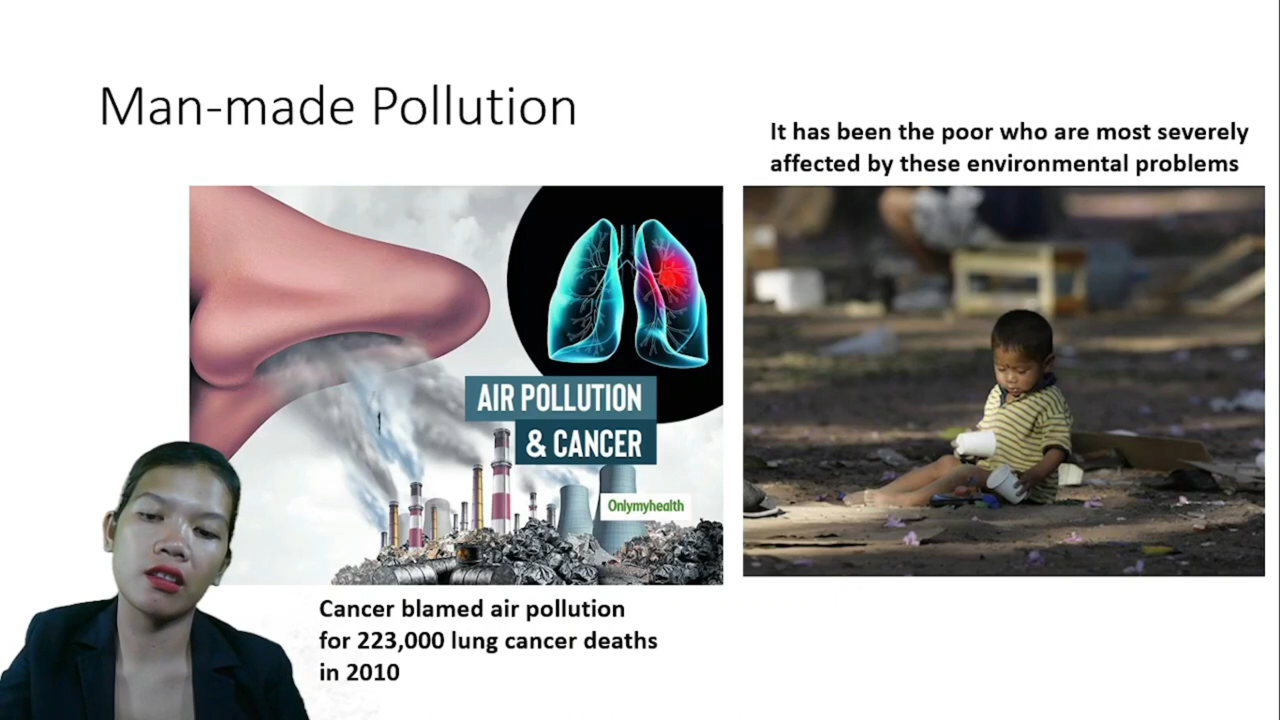 Man-made Pollution
It has been the poor who are most severely
affected by these environmental problems
AIR POLLUTION
& CANCER
Onlymyhealth
Cancer blamed air pollution
for 223,000 lung cancer deaths
in 2010